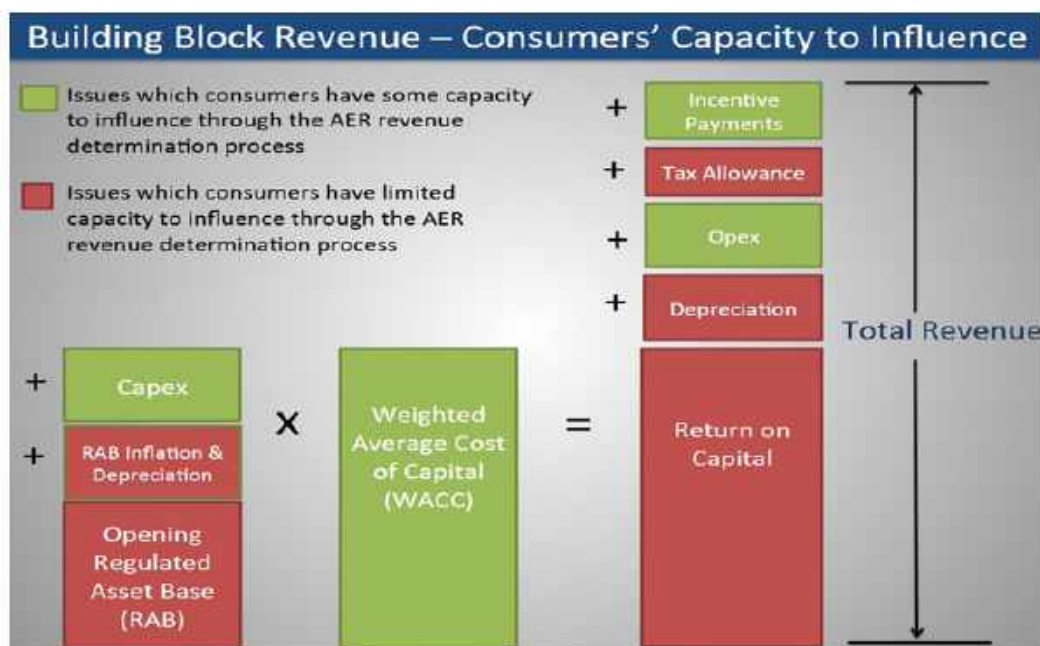 Building Block Revenue – Consumers' Capacity to Influence
Issues which consumers have some capacity
to influence through the AER revenue
determination process
Issues which consumers have limited
capacity to influence through the AER
revenue determination process
+
Incentive
Payments
+
Tax Allowance
+
Opex
+
Depreciation
Total Revenue
+
Capex
+
RAB Inflation &
Depreciation
Opening
Regulated
Asset Base
(RAB)
x
Weighted
Average Cost
of Capital
(WACC)
=
Return on
Capital